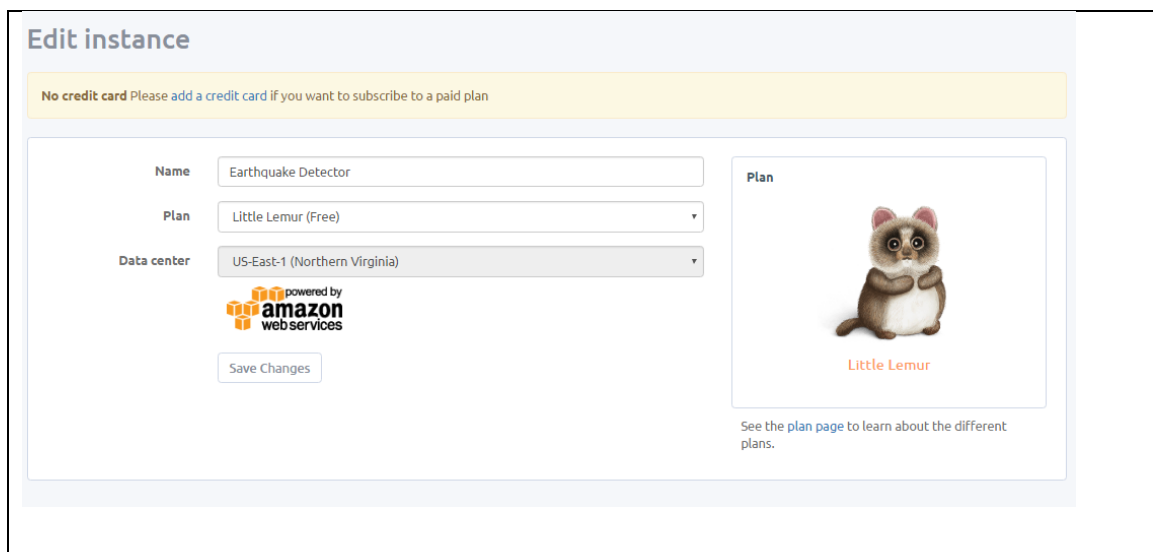 Edit instance
No credit card Please add a credit card if you want to subscribe to a paid plan
Name
Earthquake Detector
Plan
Little Lemur (Free)
Data center
US-East-1 (Northern Virginia)
powered by
amazon
webservices
Save Changes
Plan
Little Lemur
See the plan page to learn about the different
plans.